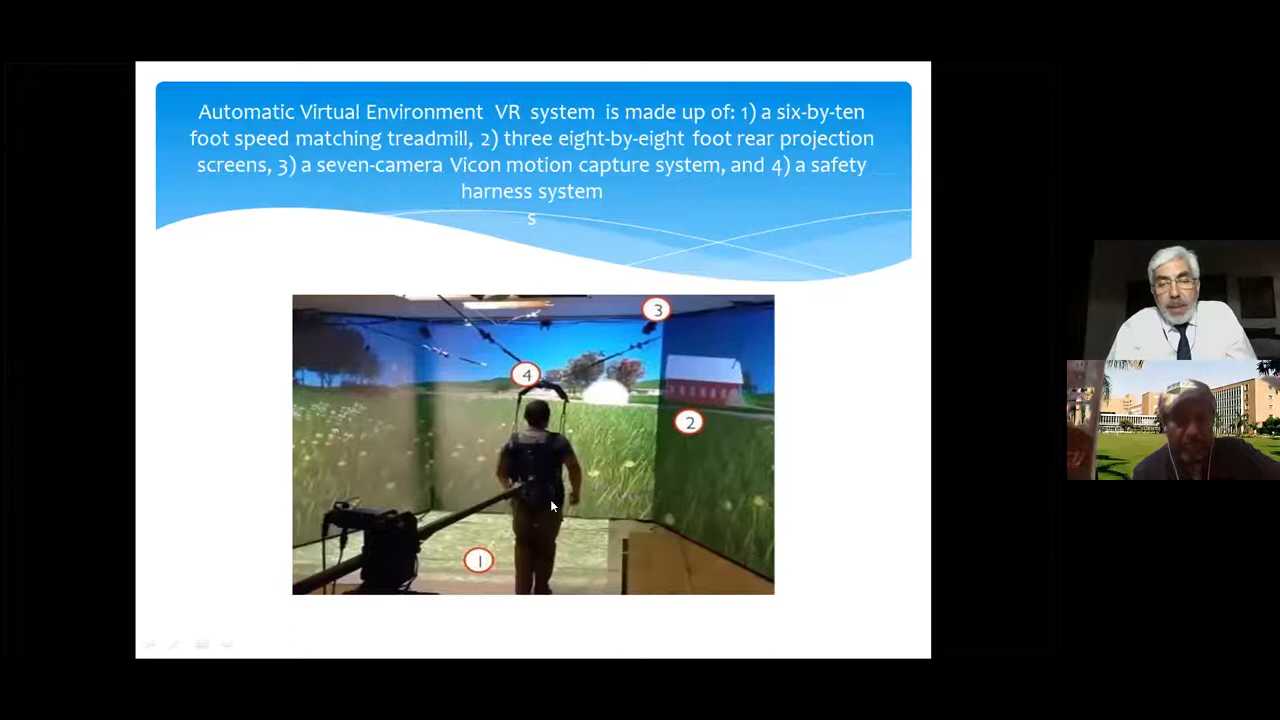 Automatic Virtual Environment VR system is made up of: 1) a six-by-ten
foot speed matching treadmill, 2) three eight-by-eight foot rear projection
screens, 3) a seven-camera Vicon motion capture system, and 4) a safety
harness system
s
3
4
2
1